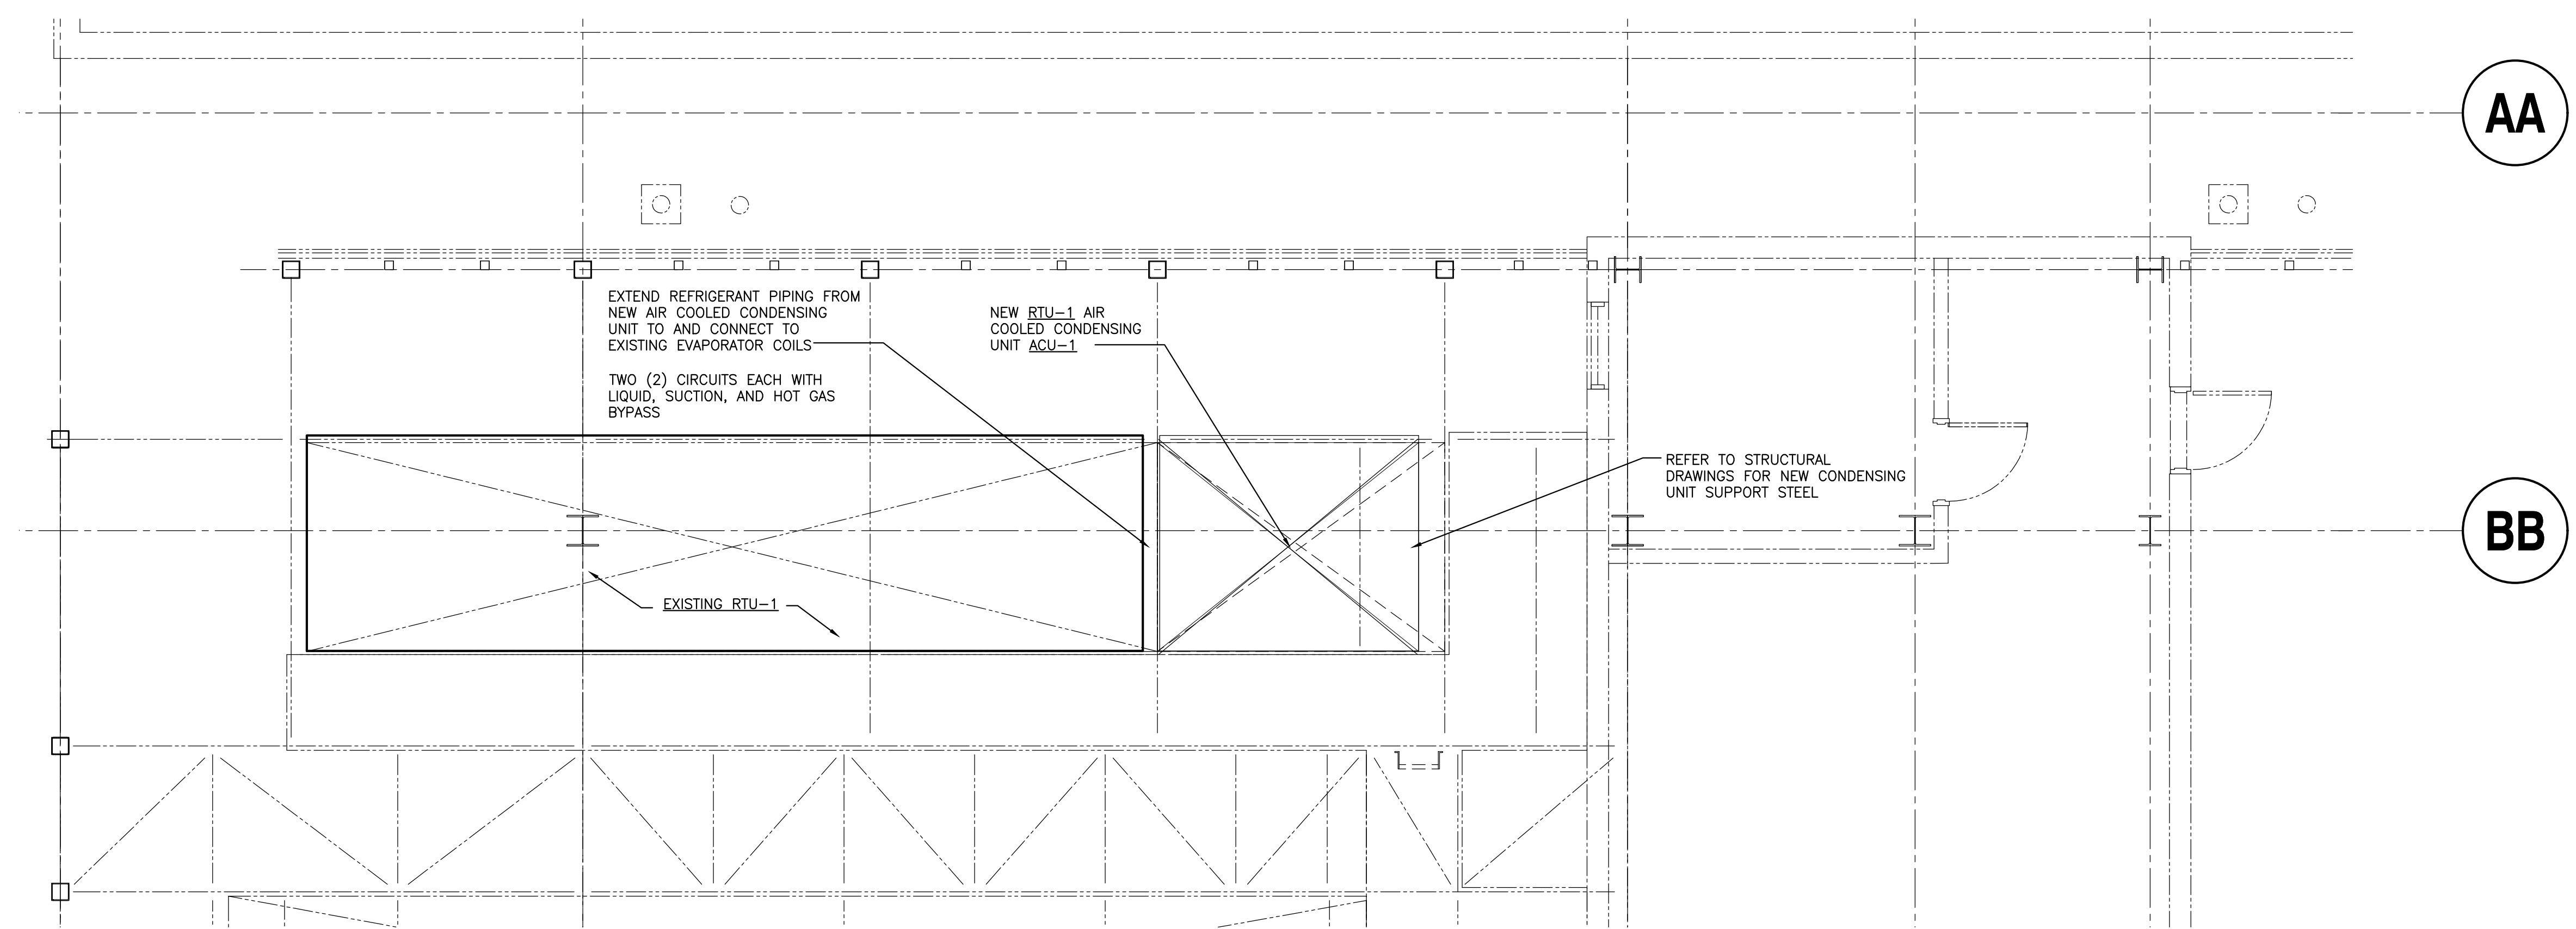 AA
EXTEND REFRIGERANT PIPING FROM
NEW AIR COOLED CONDENSING
UNIT TO AND CONNECT TO
EXISTING EVAPORATOR COILS
TWO (2) CIRCUITS EACH WITH
LIQUID, SUCTION, AND HOT GAS
BYPASS
NEW RTU-1 AIR
COOLED CONDENSING
UNIT ACU-1
REFER TO STRUCTURAL
DRAWINGS FOR NEW CONDENSING
UNIT SUPPORT STEEL
BB
EXISTING RTU-1